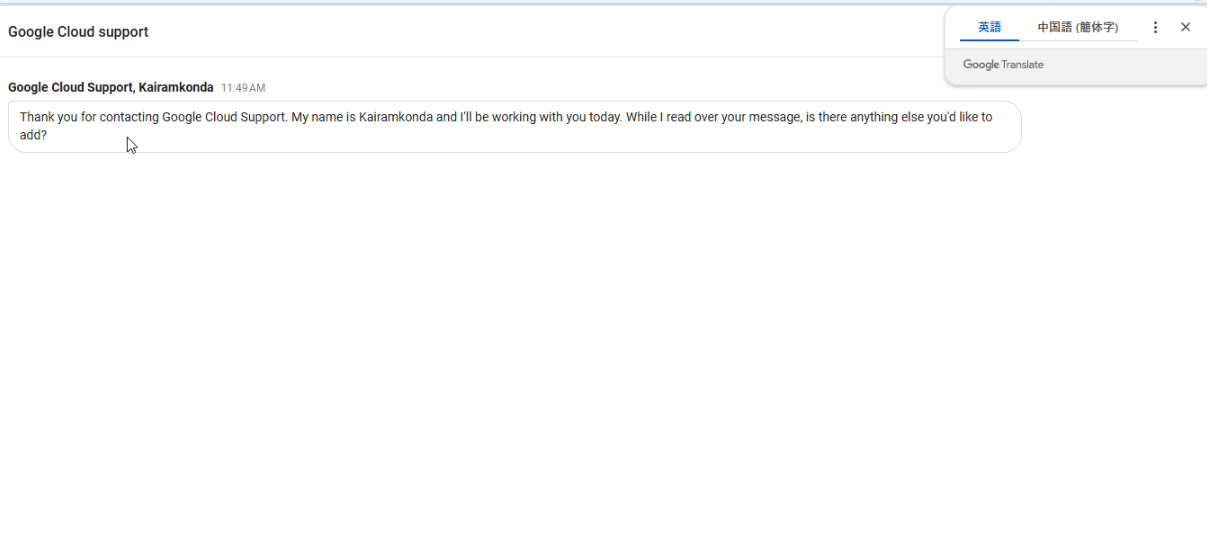 Google Cloud support
英語
中国語 (簡体字)
Google Translate
Google Cloud Support, Kairamkonda 11:49 AM
Thank you for contacting Google Cloud Support. My name is Kairamkonda and I'll be working with you today. While I read over your message, is there anything else you'd like to
add?